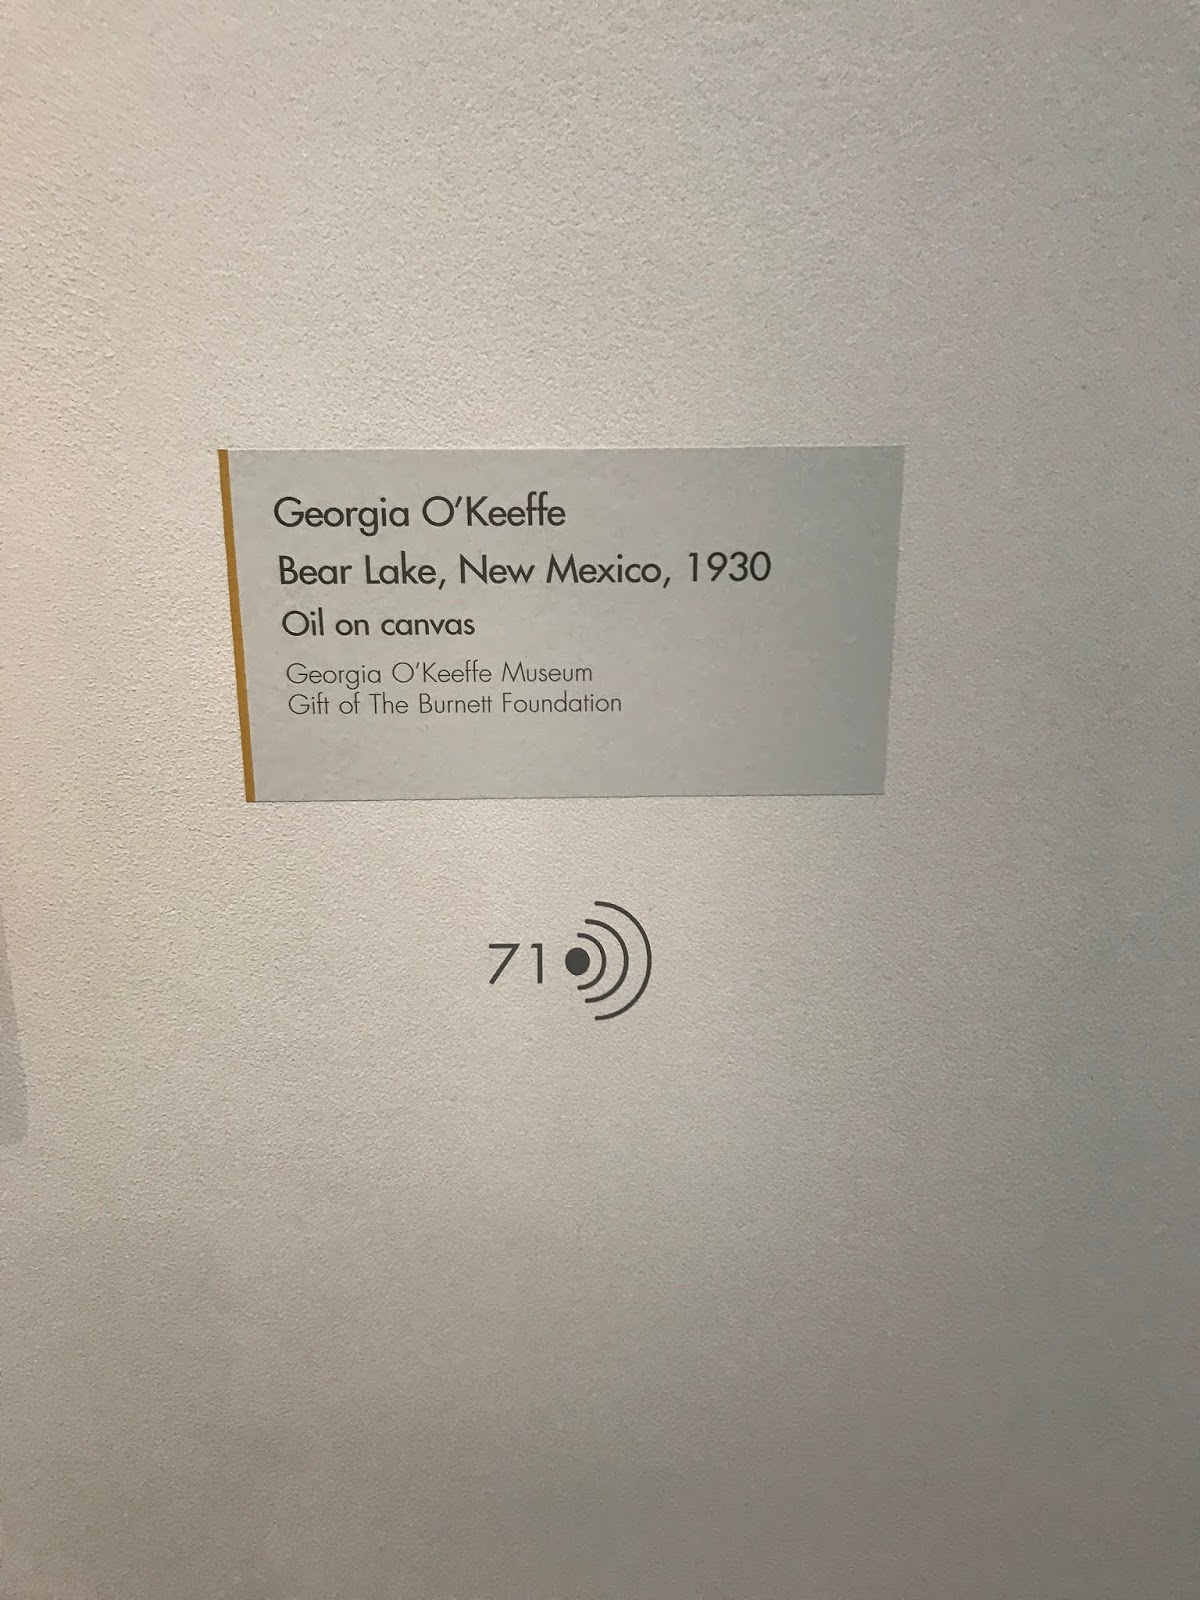 Georgia O'Keeffe
Bear Lake, New Mexico, 1930
Oil on canvas
Georgia O'Keeffe Museum
Gift of The Burnett Foundation
71